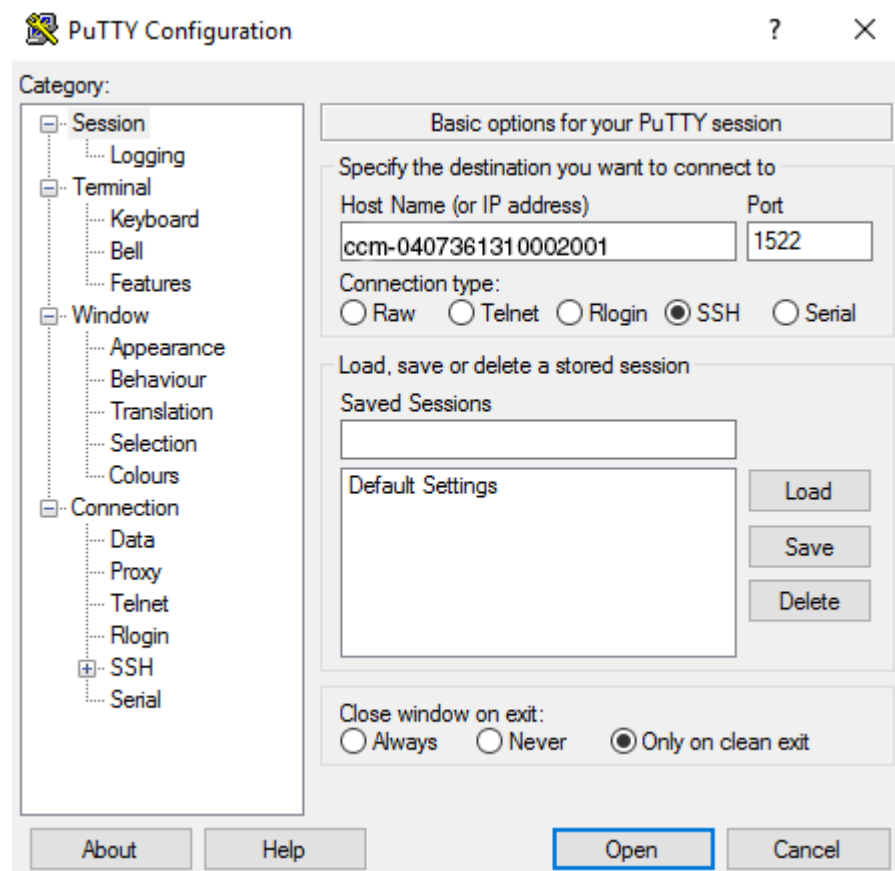 PuTTY Configuration
?
Category:
Session
Logging
Terminal
Keyboard
Bell
Features
Window
Appearance
Behaviour
Translation
Selection
Colours
Connection
Data
Proxy
Telnet
Rlogin
SSH
Serial
Basic options for your PuTTY session
Specify the destination you want to connect to
Host Name (or IP address) Port
ccm-0407361310002001 1522
Connection type:
Raw Telnet Rlogin SSH Serial
Load, save or delete a stored session
Saved Sessions
Default Settings
Load
Save
Delete
Close window on exit:
Always Never Only on clean exit
About Help Open Cancel